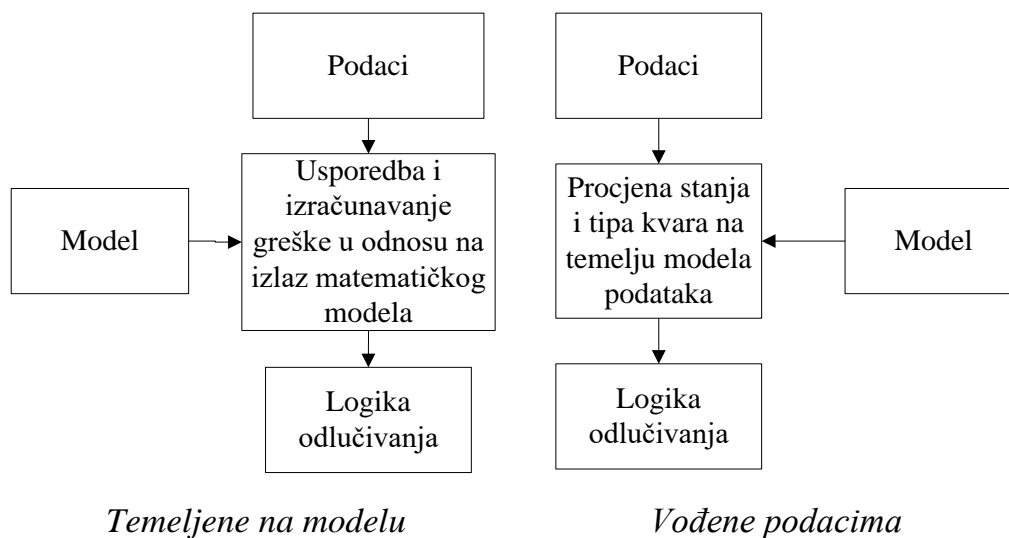 Podaci
Usporedba i
izračunavanje
greške u odnosu na
izlaz matematičkog
modela
Model
Logika
odlučivanja
Temeljene na modelu
Podaci
Procjena stanja
i tipa kvara na
temelju modela
podataka
Model
Logika
odlučivanja
Vođene podacima